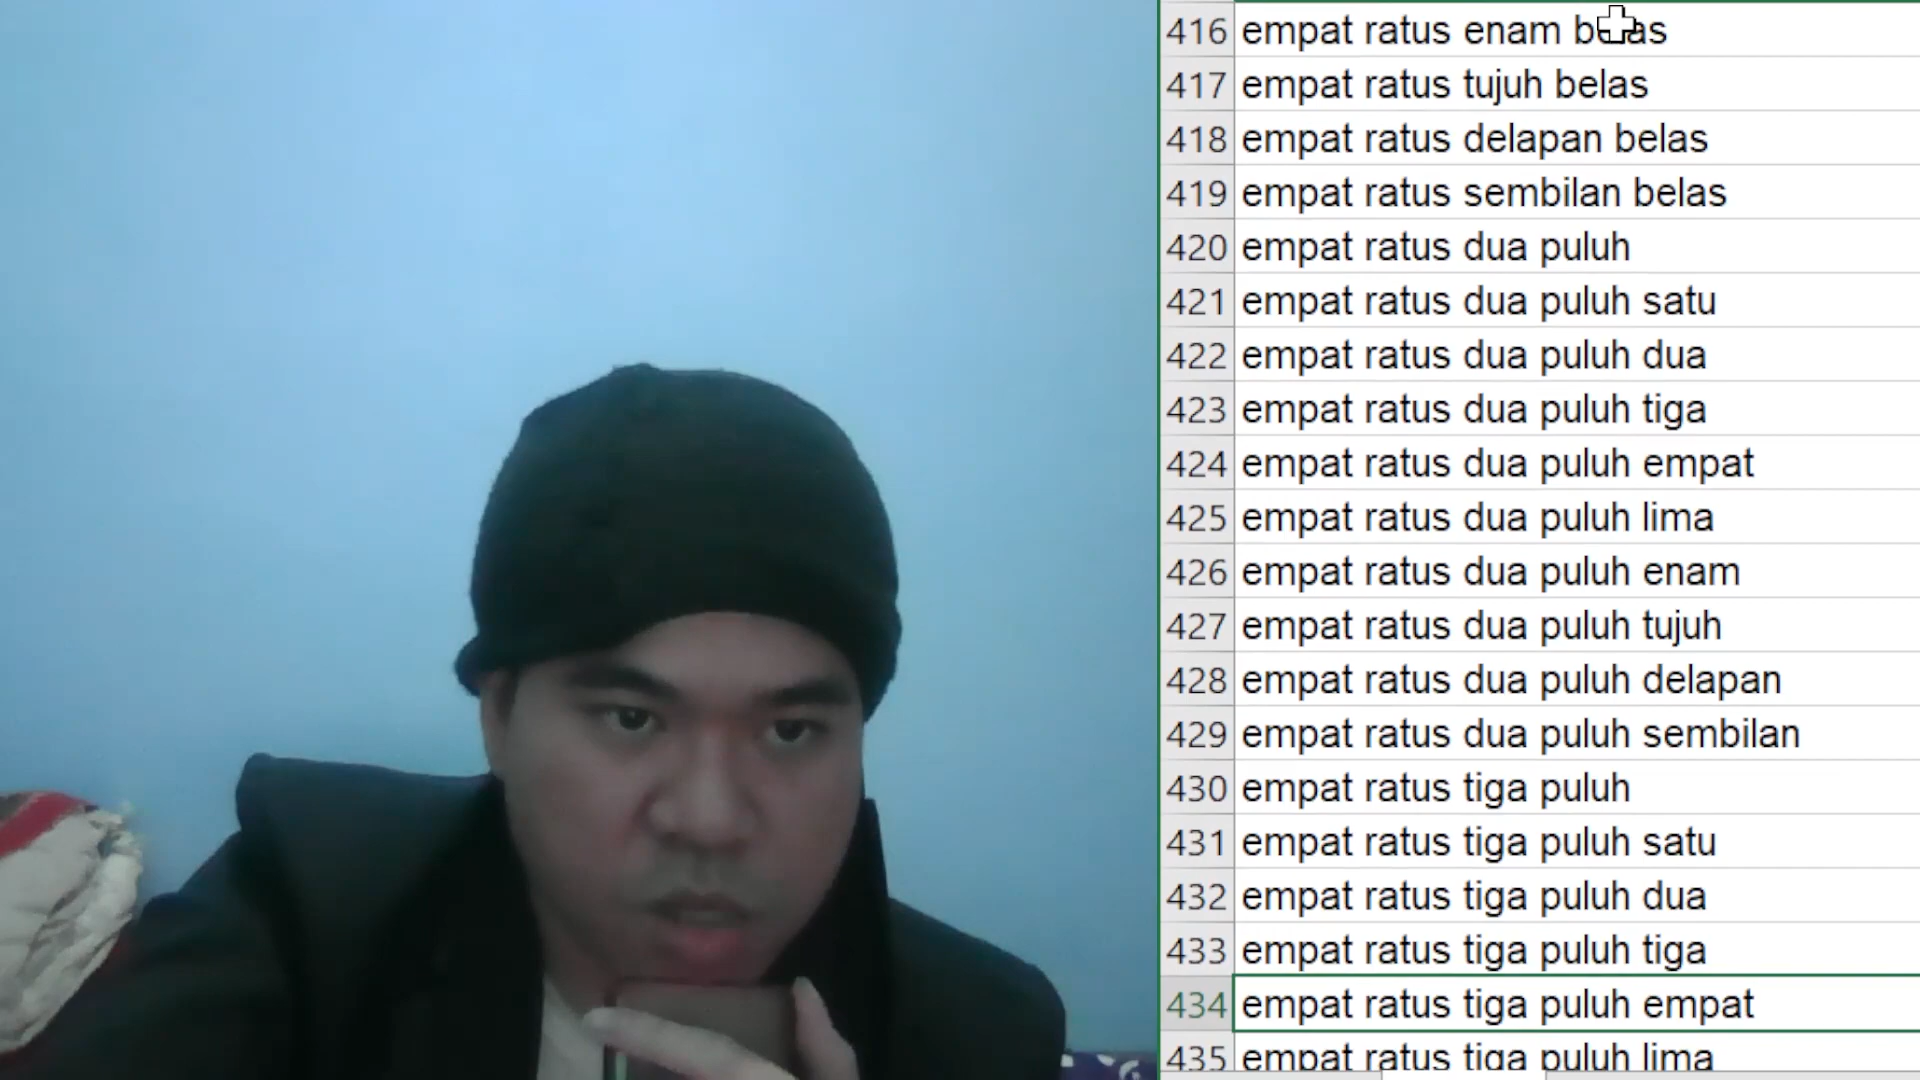 416 empat ratus enam belas
417 empat ratus tujuh belas
418 empat ratus delapan belas
419 empat ratus sembilan belas
420 empat ratus dua puluh
421 empat ratus dua puluh satu
422 empat ratus dua puluh dua
423 empat ratus dua puluh tiga
424 empat ratus dua puluh empat
425 empat ratus dua puluh lima
426 empat ratus dua puluh enam
427 empat ratus dua puluh tujuh
428 empat ratus dua puluh delapan
429 empat ratus dua puluh sembilan
430 empat ratus tiga puluh
431 empat ratus tiga puluh satu
432 empat ratus tiga puluh dua
433 empat ratus tiga puluh tiga
434 empat ratus tiga puluh empat
435 empat ratus tiga puluh lima